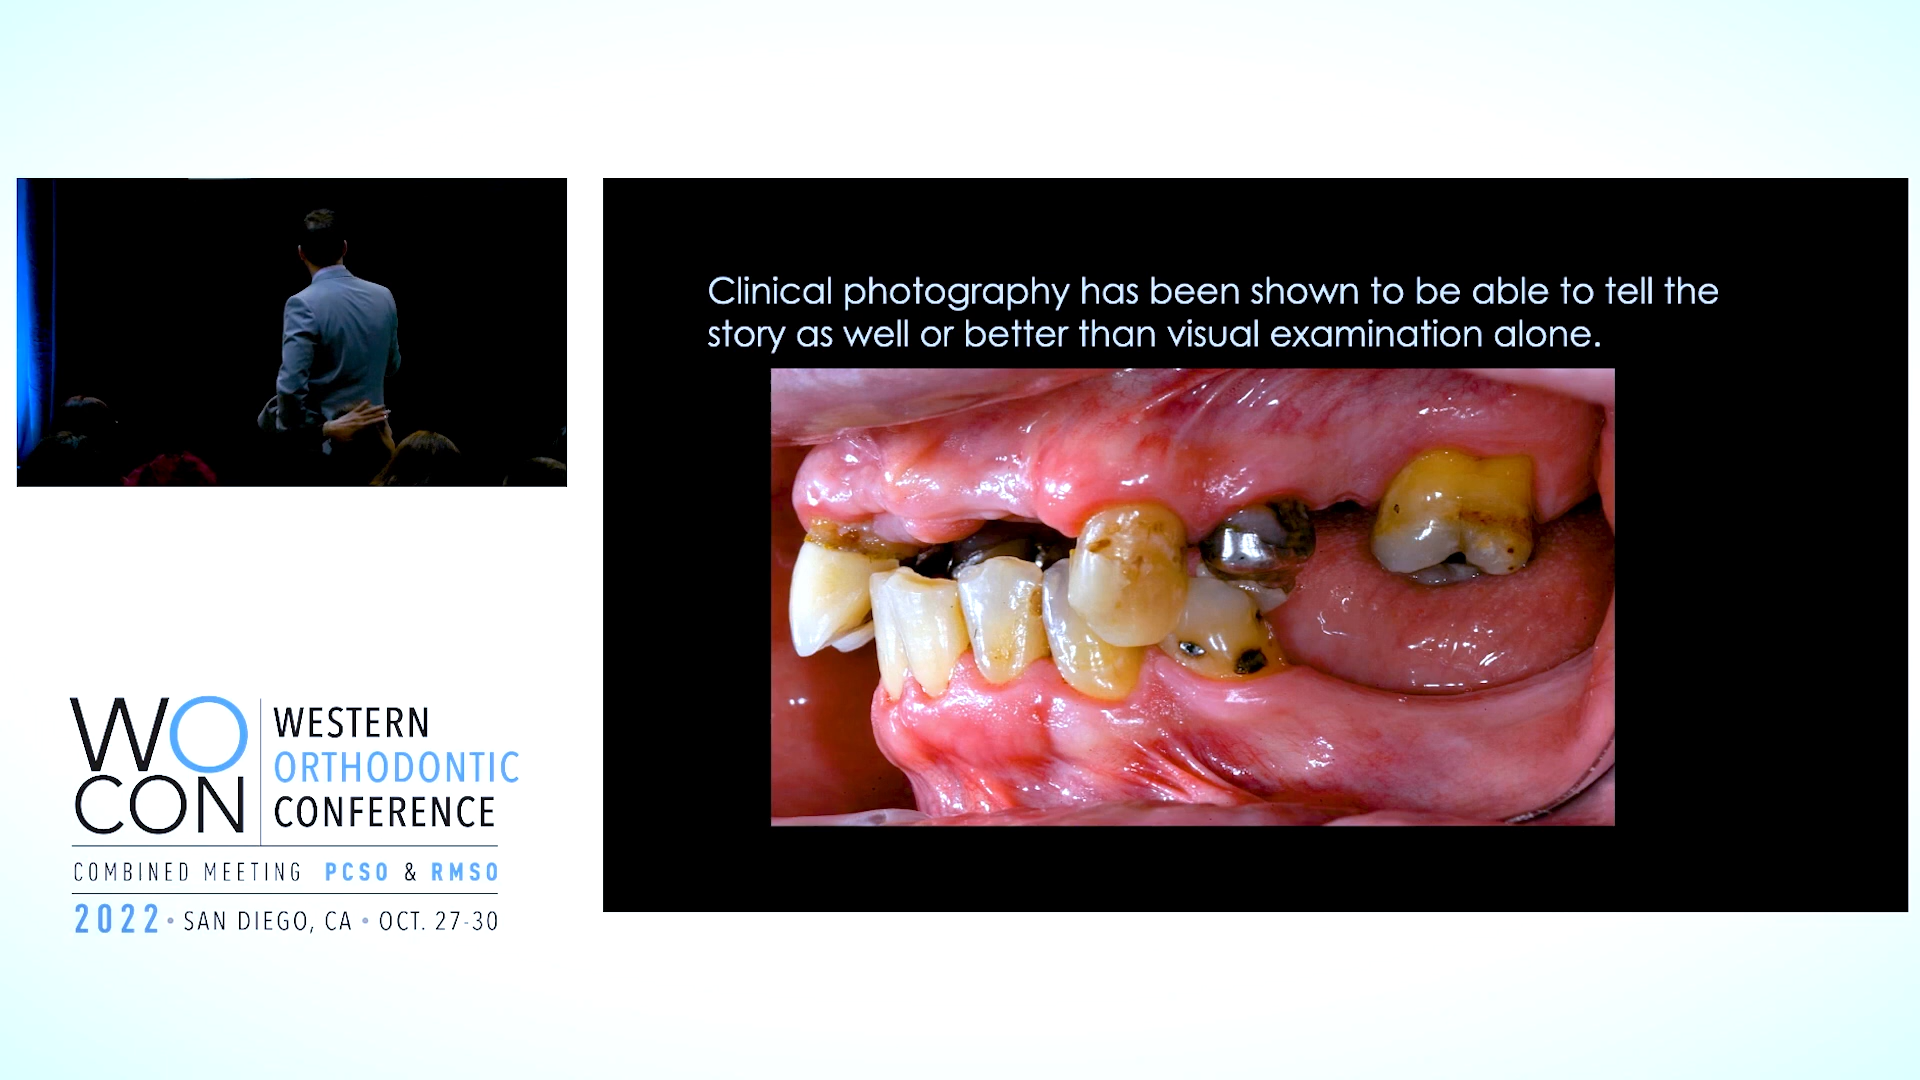 Clinical photography has been shown to be able to tell the
story as well or better than visual examination alone.
WO
CON
WESTERN
ORTHODONTIC
CONFERENCE
COMBINED MEETING PCSO & RMSO
2022 • SAN DIEGO, CA • OCT. 27-30